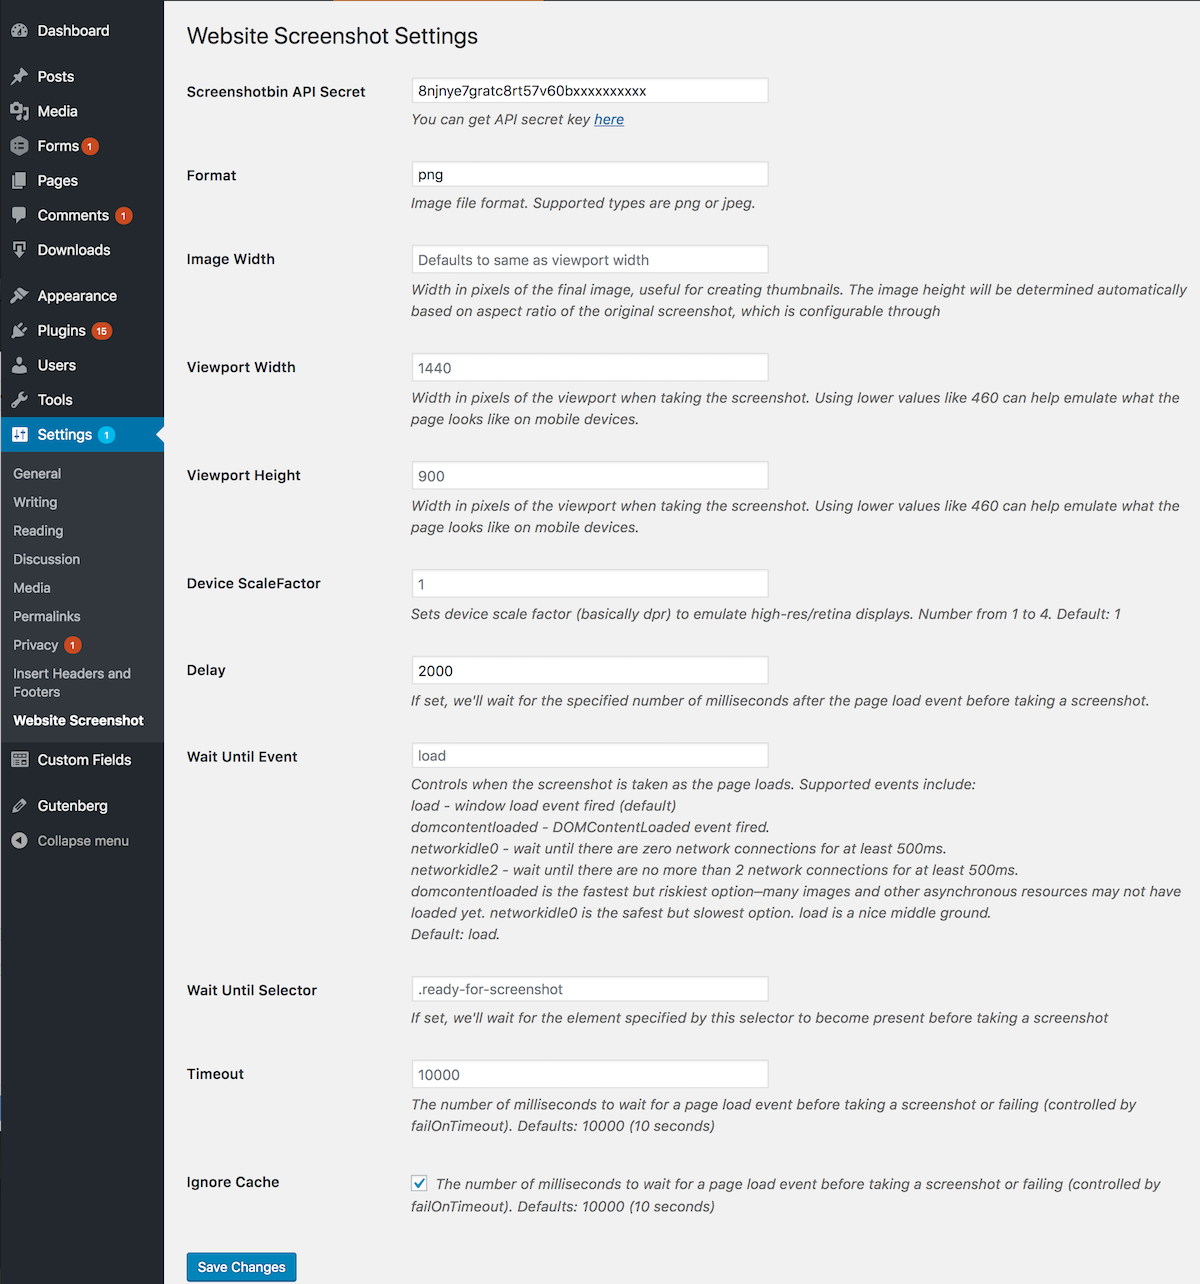 Dashboard
Posts
Media
Forms 1
Pages
Comments 1
Downloads
Appearance
Plugins 15
Users
Tools
Settings 1
General
Writing
Reading
Discussion
Media
Permalinks
Privacy 1
Insert Headers and
Footers
Website Screenshot
Custom Fields
Gutenberg
Collapse menu
Website Screenshot Settings
Screenshotbin API Secret
8njnye7gratc8rt57v60bxxxxxxxxxx
You can get API secret key here
Format
png
Image file format. Supported types are png or jpeg.
Image Width
Defaults to same as viewport width
Width in pixels of the final image, useful for creating thumbnails. The image height will be determined automatically
based on aspect ratio of the original screenshot, which is configurable through
Viewport Width
1440
Width in pixels of the viewport when taking the screenshot. Using lower values like 460 can help emulate what the
page looks like on mobile devices.
Viewport Height
900
Width in pixels of the viewport when taking the screenshot. Using lower values like 460 can help emulate what the
page looks like on mobile devices.
Device ScaleFactor
1
Sets device scale factor (basically dpr) to emulate high-res/retina displays. Number from 1 to 4. Default: 1
Delay
2000
If set, we'll wait for the specified number of milliseconds after the page load event before taking a screenshot.
Wait Until Event
load
Controls when the screenshot is taken as the page loads. Supported events include:
load - window load event fired (default)
domcontentloaded - DOMContentLoaded event fired.
networkidle0 - wait until there are zero network connections for at least 500ms.
networkidle2 - wait until there are no more than 2 network connections for at least 500ms.
domcontentloaded is the fastest but riskiest option—many images and other asynchronous resources may not have
loaded yet. networkidle0 is the safest but slowest option. load is a nice middle ground.
Default: load.
Wait Until Selector
.ready-for-screenshot
If set, we'll wait for the element specified by this selector to become present before taking a screenshot
Timeout
10000
The number of milliseconds to wait for a page load event before taking a screenshot or failing (controlled by
failOnTimeout). Defaults: 10000 (10 seconds)
Ignore Cache
The number of milliseconds to wait for a page load event before taking a screenshot or failing (controlled by
failOnTimeout). Defaults: 10000 (10 seconds)
Save Changes